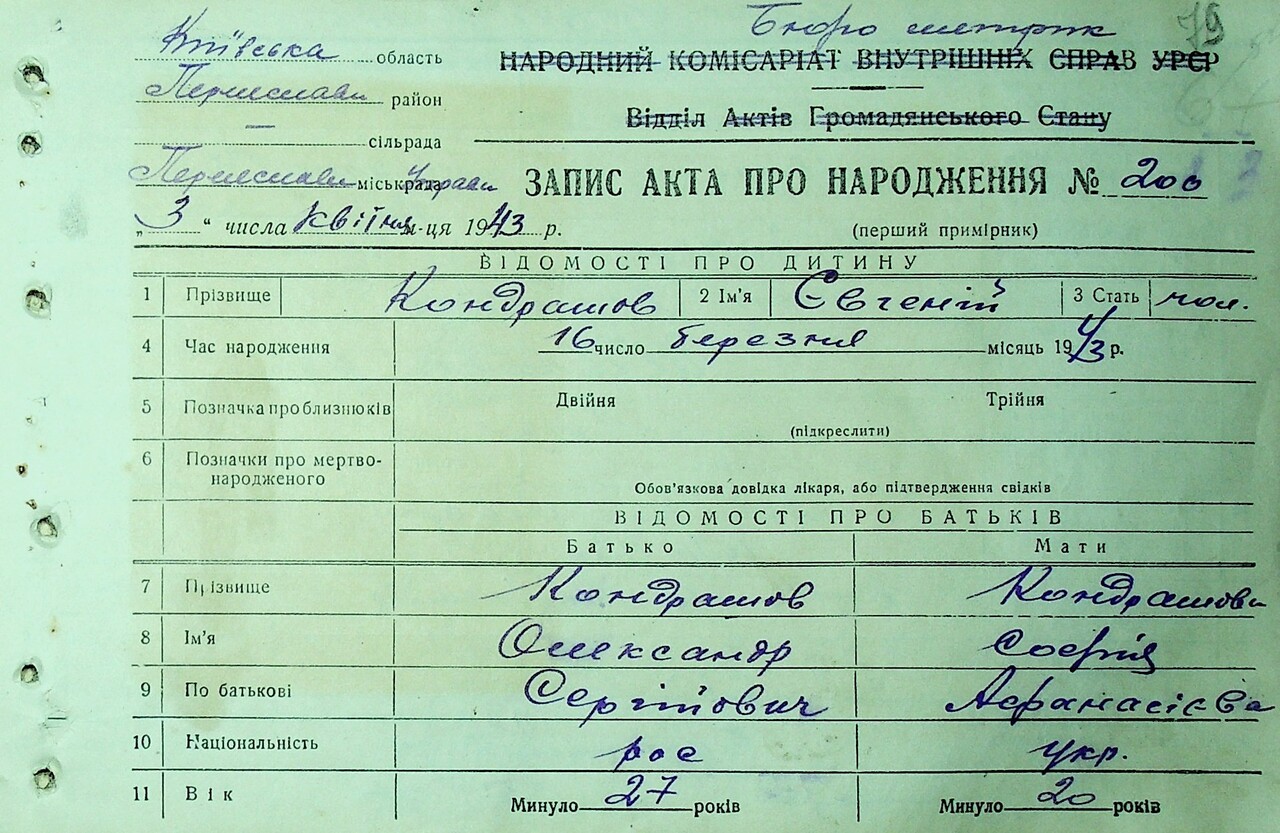 Бюро метрик
79
Київська область
НАРОДНИЙ КОМІСАРІАТ ВНУТРІШНІХ СПРАВ УРСР
район
Відділ Актів Громадянського Стану
— сільрада
міськрада Управи
ЗАПИС АКТА ПРО НАРОДЖЕННЯ № 200
„3“ числа квітня м-ця 1943 р.
(перший примірник)
ВІДОМОСТІ ПРО ДИТИНУ
1 Прізвище Кондрашов 2 Ім'я Євгеній 3 Стать чол.
4 Час народження 16 число березня місяць 1943 р.
5 Позначка про близнюків Двійня Трійня
(підкреслити)
6 Позначки про мертво-
народженого
Обов'язкова довідка лікаря, або підтвердження свідків
ВІДОМОСТІ ПРО БАТЬКІВ
Батько Мати
7 Прізвище Кондрашов Кондрашова
8 Ім'я Олександр Софія
9 По батькові Сергійович Афанасієва
10 Національність рос укр.
11 Вік Минуло 27 років Минуло 20 років